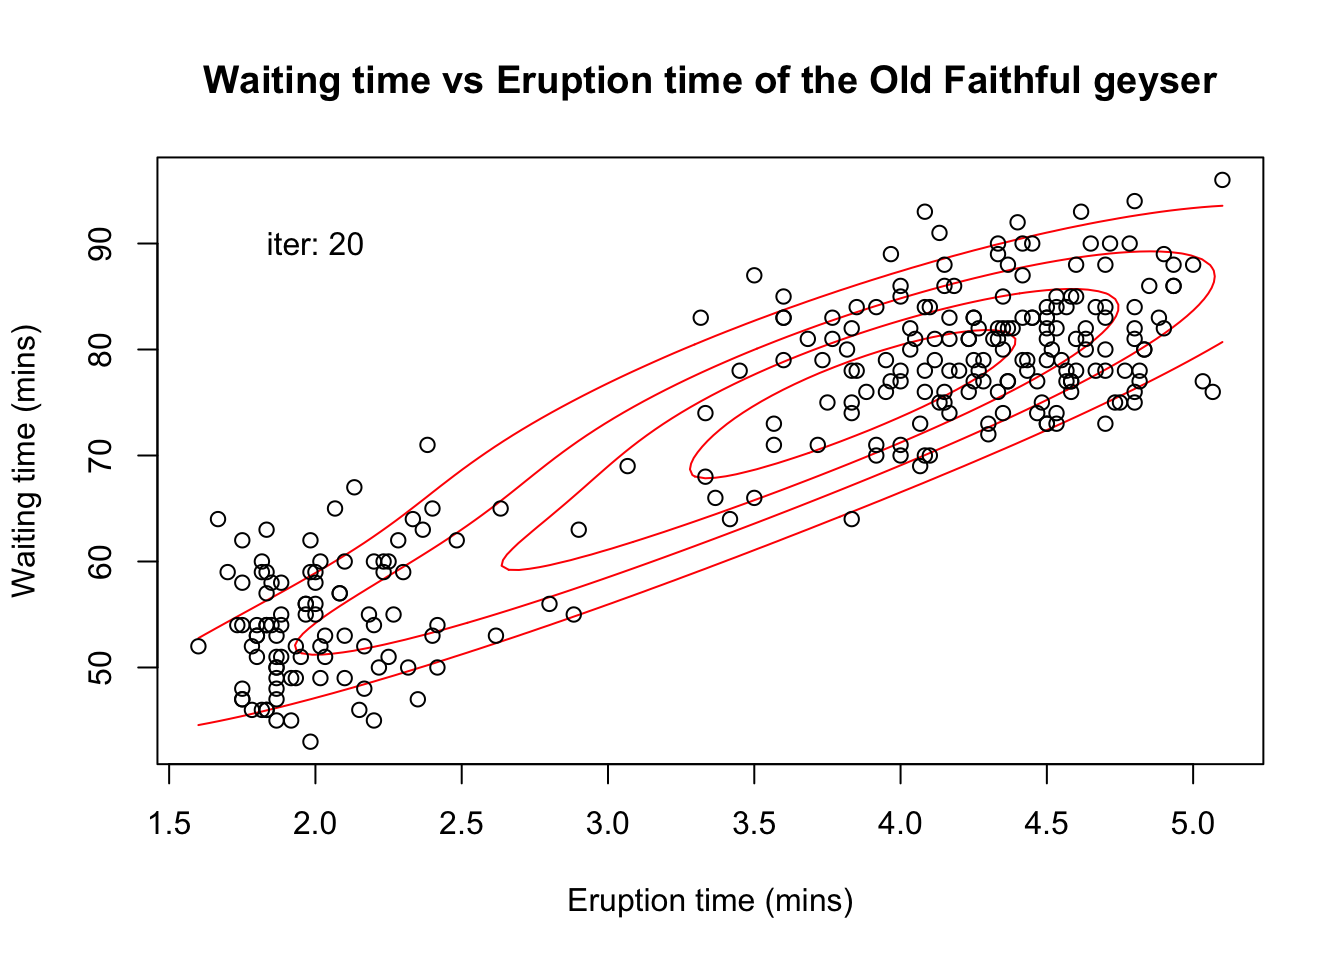 Waiting time vs Eruption time of the Old Faithful geyser
iter: 20
Waiting time (mins)
90
80
70
60
50
1.5 2.0 2.5 3.0 3.5 4.0 4.5 5.0
Eruption time (mins)